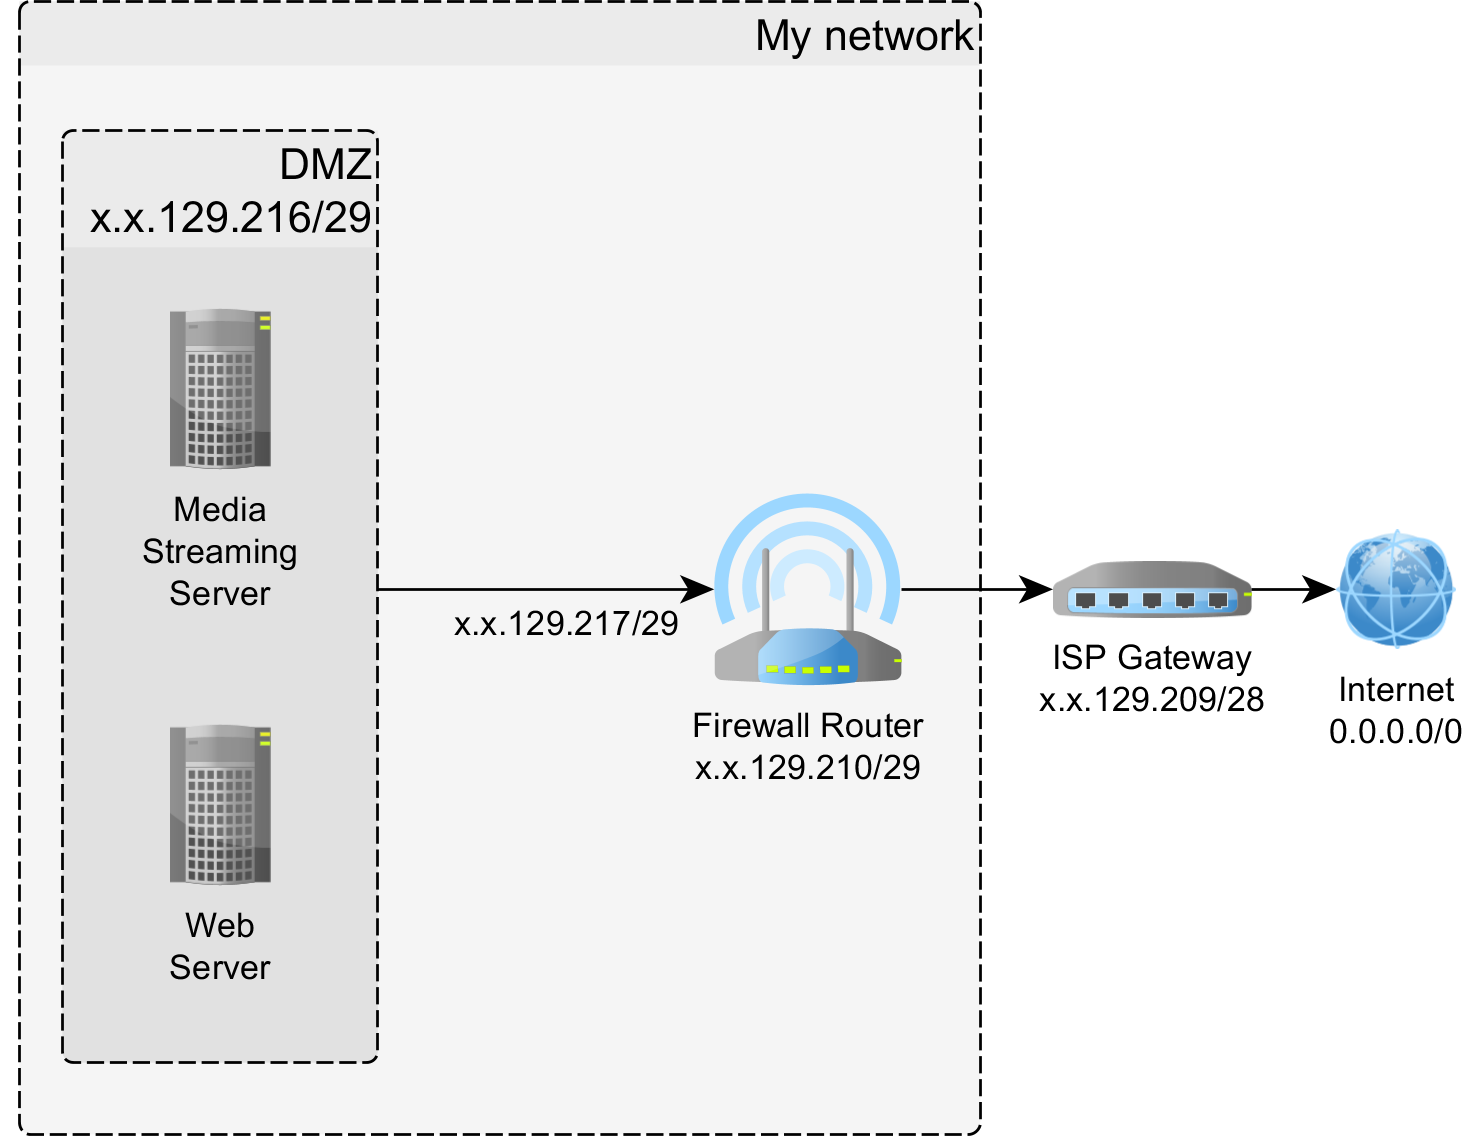 My network
DMZ
x.x.129.216/29
Media
Streaming
Server
x.x.129.217/29
Web
Server
Firewall Router
x.x.129.210/29
ISP Gateway
x.x.129.209/28
Internet
0.0.0.0/0